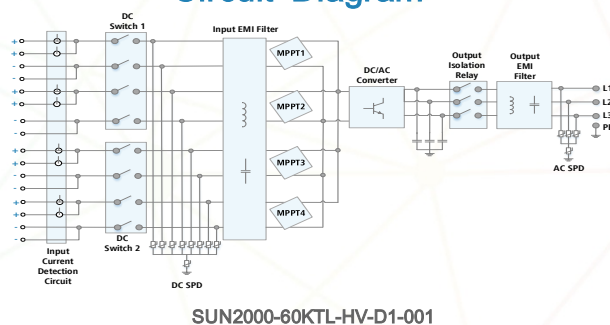 Circuit Diagram
DC
Switch 1
Input EMI Filter
MPPT1
MPPT2
MPPT3
MPPT4
DC/AC
Converter
Output
Isolation
Relay
Output
EMI
Filter
L1
L2
L3
AC SPD
+
+
-
-
+
+
-
-
+
+
-
-
+
+
-
-
Input
Current
Detection
Circuit
DC
Switch 2
DC SPD
SUN2000-60KTL-HV-D1-001